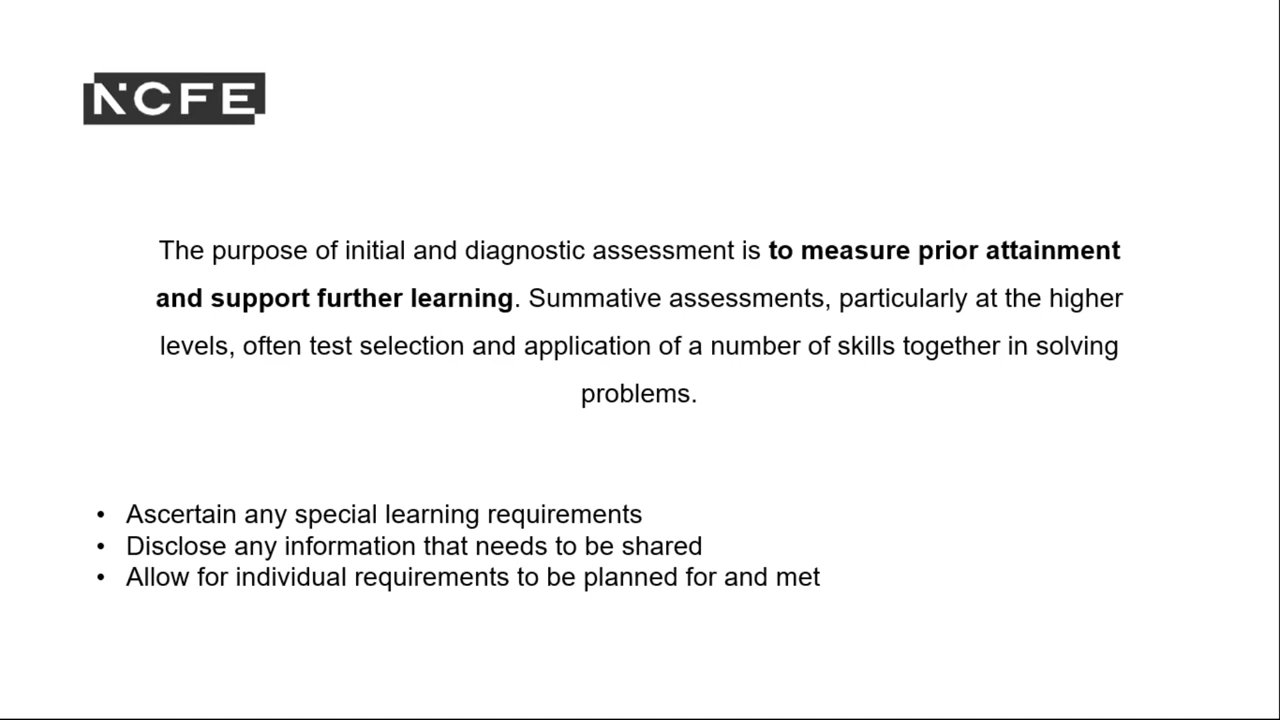 NCFE
The purpose of initial and diagnostic assessment is to measure prior attainment
and support further learning. Summative assessments, particularly at the higher
levels, often test selection and application of a number of skills together in solving
problems.
• Ascertain any special learning requirements
• Disclose any information that needs to be shared
• Allow for individual requirements to be planned for and met